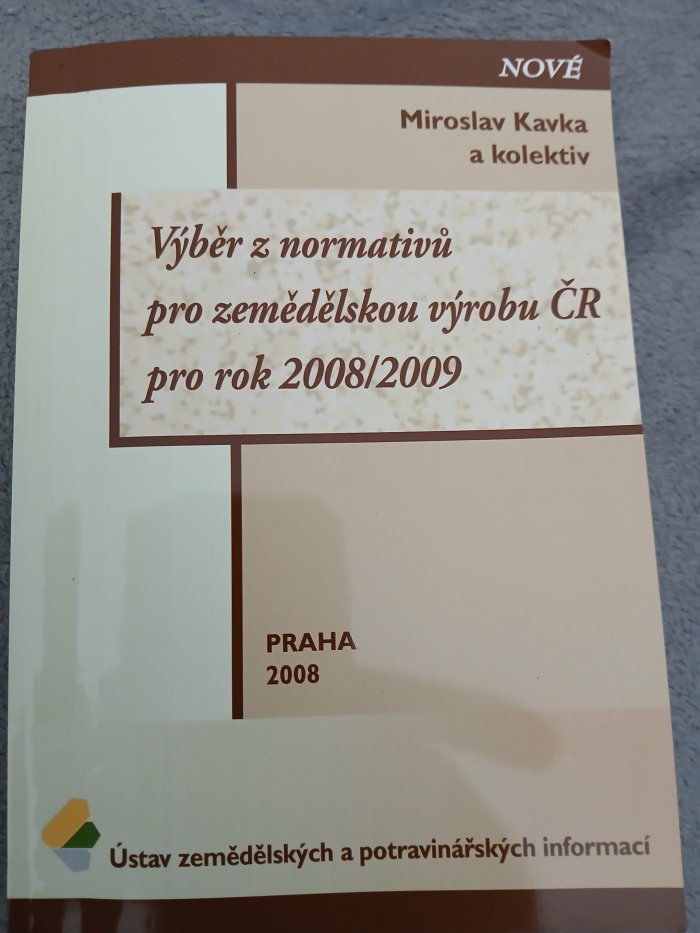 NOVÉ
Miroslav Kavka
a kolektiv
Výběr z normativů
pro zemědělskou výrobu ČR
pro rok 2008/2009
PRAHA
2008
Ústav zemědělských a potravinářských informací